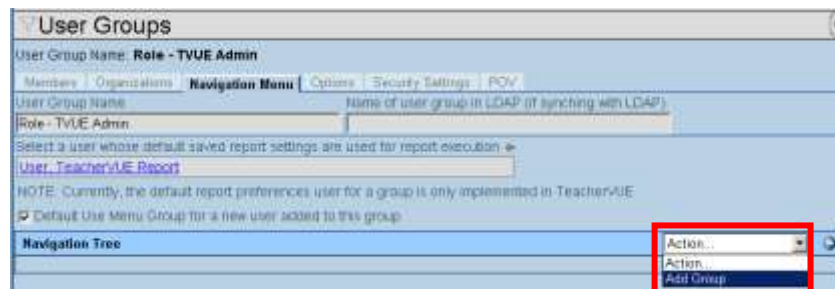 User Groups
User Group Name: Role - TVUE Admin
Members Organizations Navigation Menu Options Security Settings POV
User Group Name Name of user group in LDAP (if synching with LDAP)
Role - TVUE Admin
Select a user whose default saved report settings are used for report execution
User, TeacherVUE Report
NOTE: Currently, the default report preferences user for a group is only implemented in TeacherVUE
Default Use Menu Group for a new user added to this group
Navigation Tree Action...
Action...
Add Group